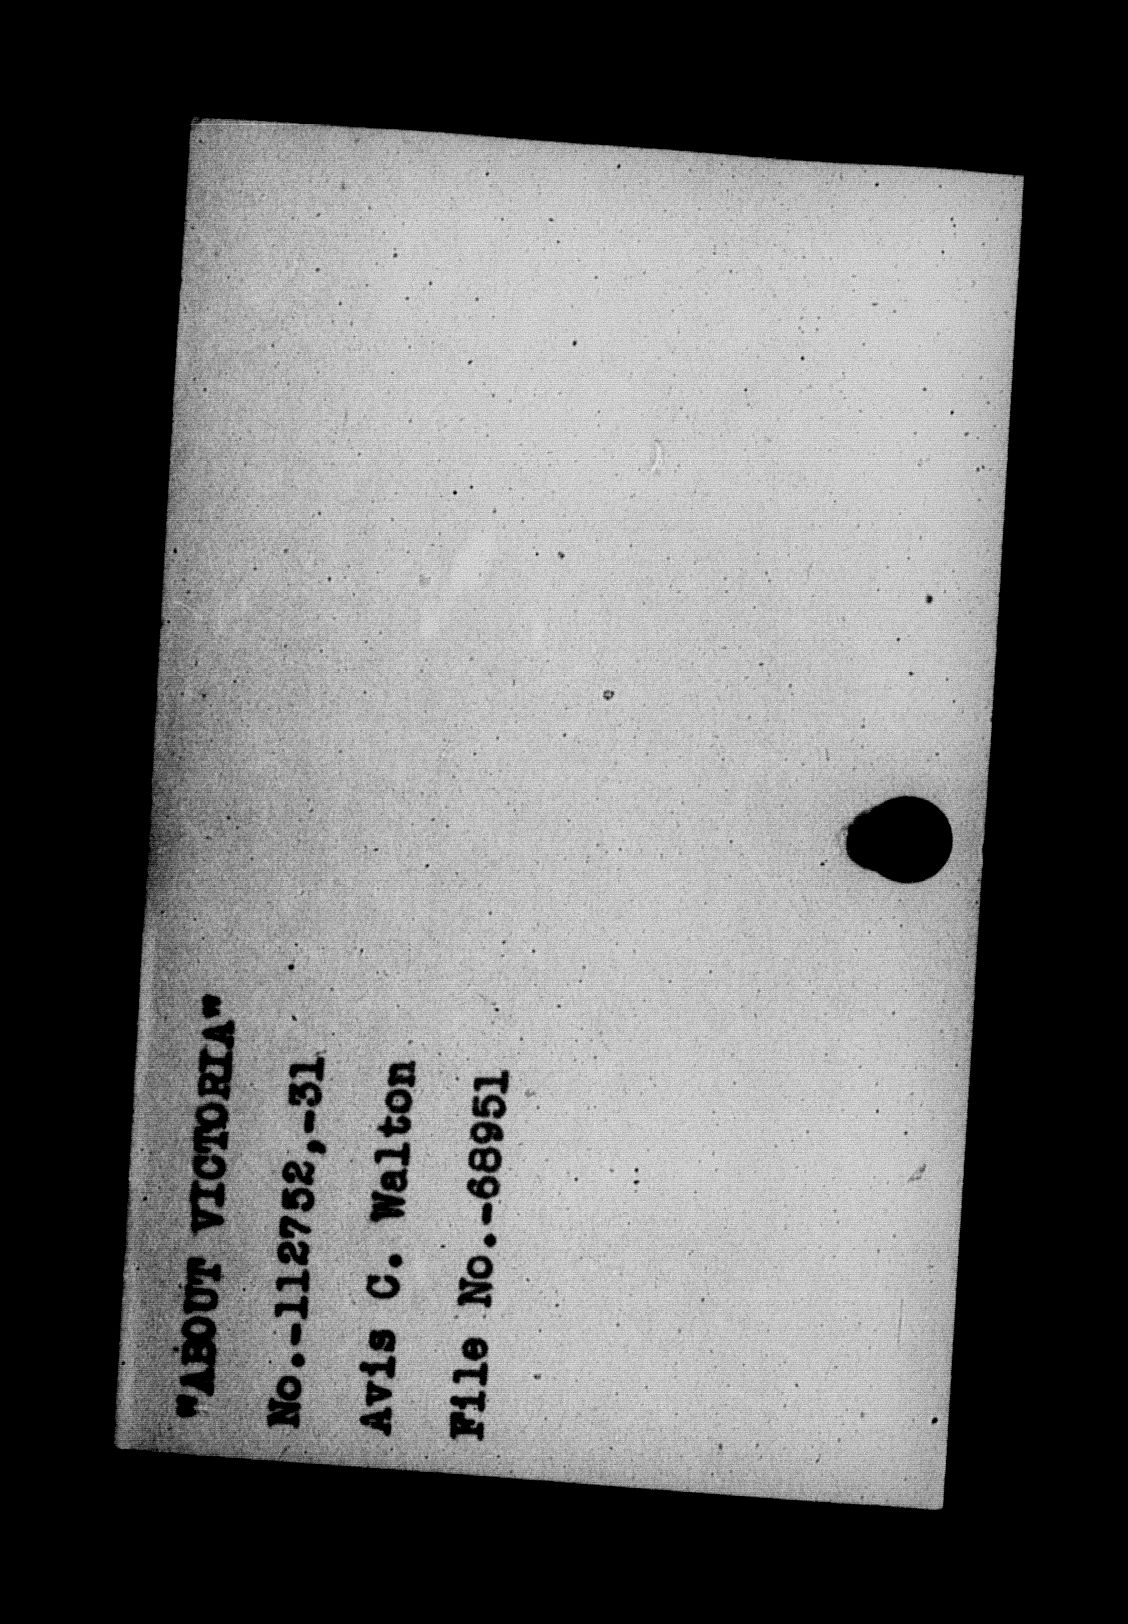 "ABOUT VICTORIA"
No.-112752,-31
Avis C. Walton
File No.-68951